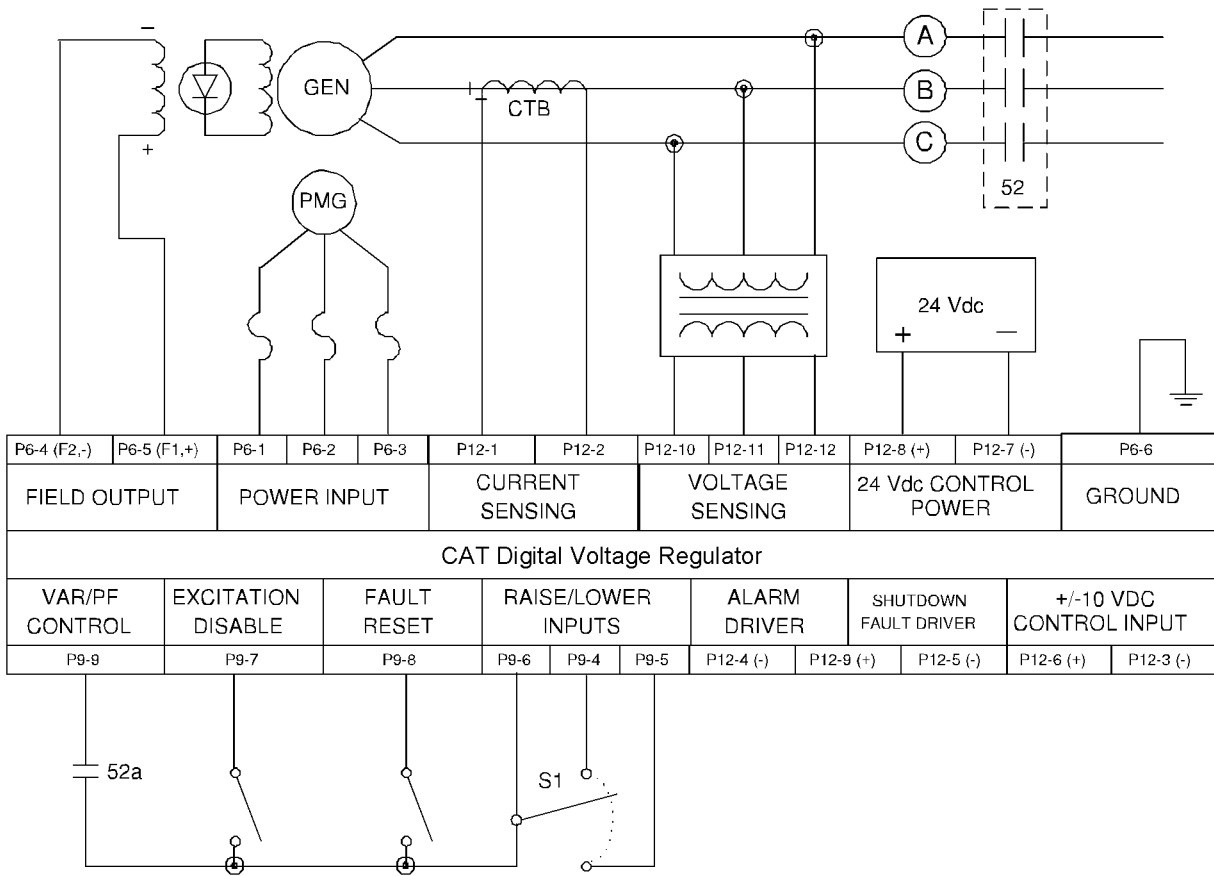 −
+
GEN
PMG
+
−
CTB
A
B
C
52
24 Vdc
+ −
P6-4 (F2,-) P6-5 (F1,+) P6-1 P6-2 P6-3 P12-1 P12-2 P12-10 P12-11 P12-12 P12-8 (+) P12-7 (-) P6-6
FIELD OUTPUT
POWER INPUT
CURRENT
SENSING
VOLTAGE
SENSING
24 Vdc CONTROL
POWER
GROUND
CAT Digital Voltage Regulator
VAR/PF
CONTROL
EXCITATION
DISABLE
FAULT
RESET
RAISE/LOWER
INPUTS
ALARM
DRIVER
SHUTDOWN
FAULT DRIVER
+/-10 VDC
CONTROL INPUT
P9-9 P9-7 P9-8 P9-6 P9-4 P9-5 P12-4 (-) P12-9 (+) P12-5 (-) P12-6 (+) P12-3 (-)
52a
S1